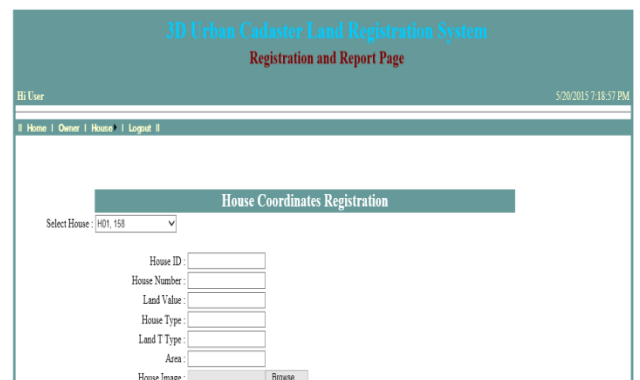 3D Urban Cadaster Land Registration System
Registration and Report Page
Hi User 5/20/2015 7:18:57 PM
|| Home | Owner | House | Logout ||
House Coordinates Registration
Select House : H01, 158
House ID :
House Number :
Land Value :
House Type :
Land T Type :
Area :
House Image : Browse